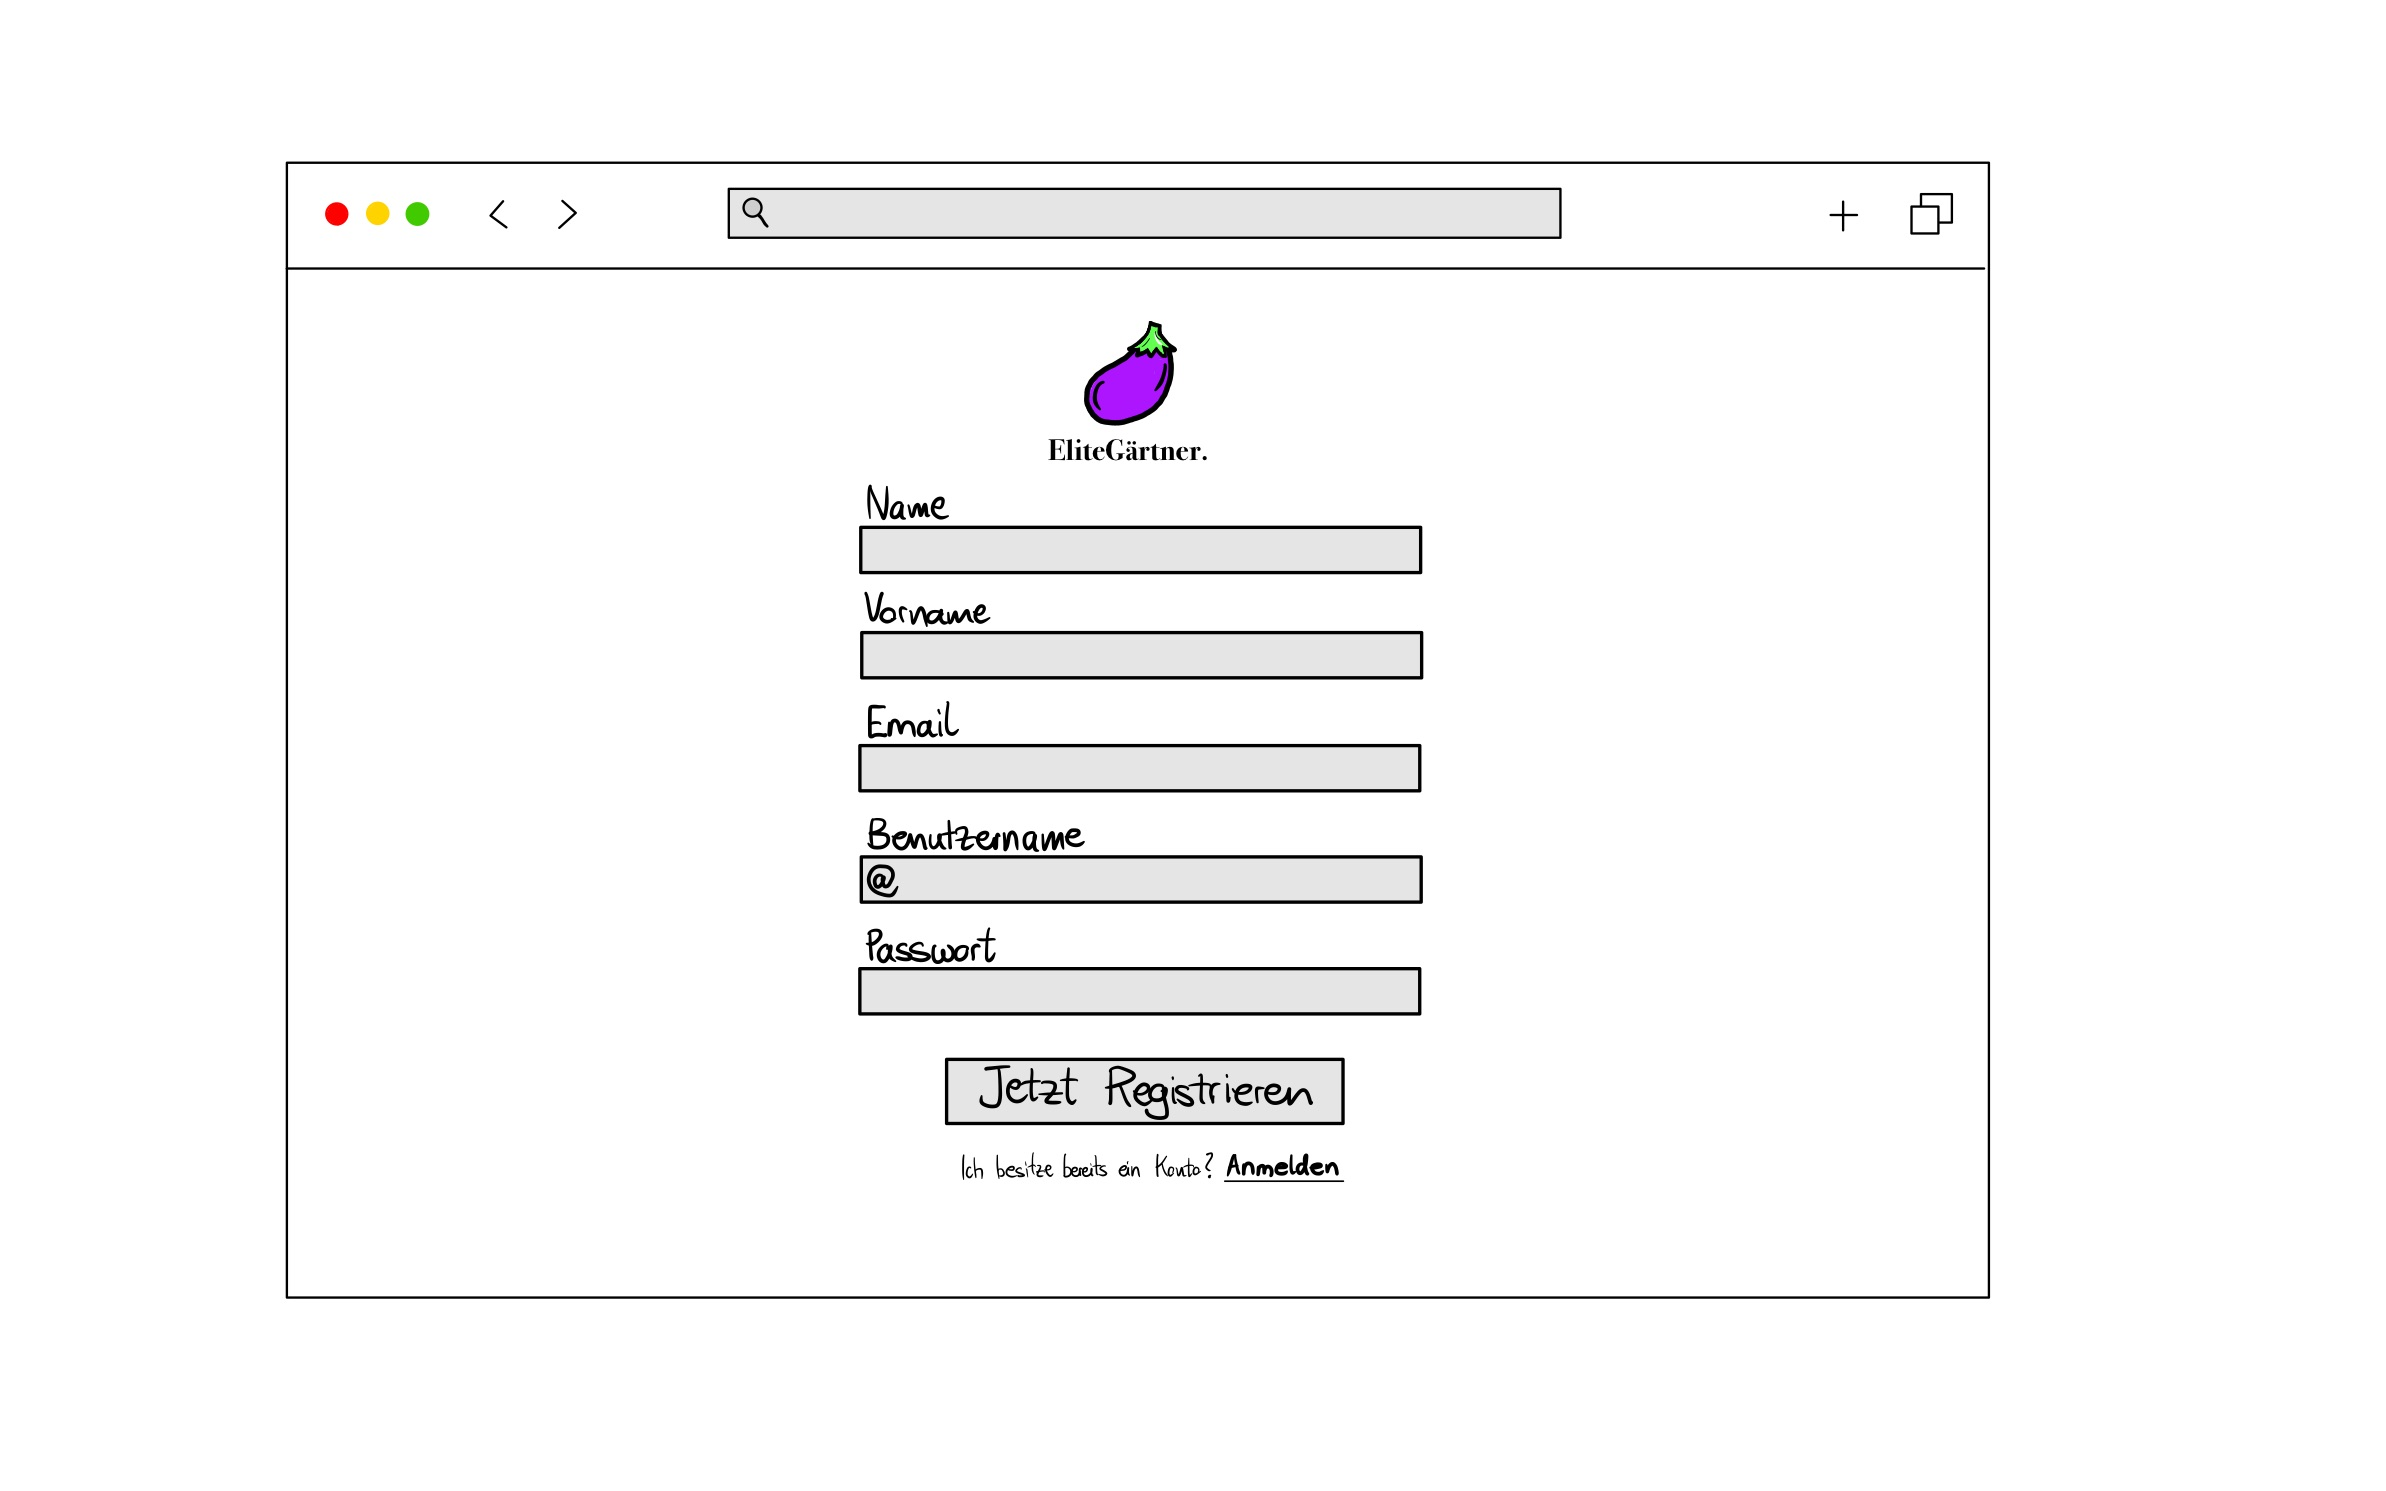 EliteGärtner.
Name
Vorname
Email
Benutzername
@
Passwort
Jetzt Registrieren
Ich besitze bereits ein Konto? Anmelden